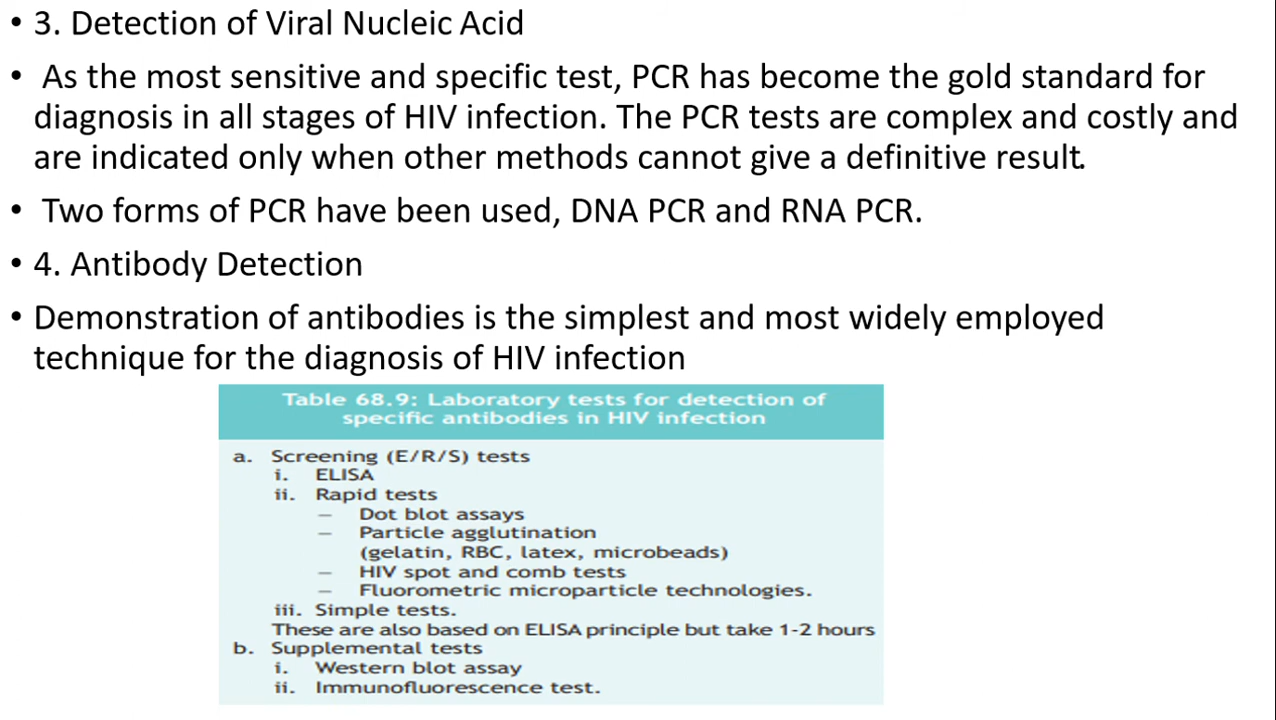 • 3. Detection of Viral Nucleic Acid
• As the most sensitive and specific test, PCR has become the gold standard for
diagnosis in all stages of HIV infection. The PCR tests are complex and costly and
are indicated only when other methods cannot give a definitive result.
• Two forms of PCR have been used, DNA PCR and RNA PCR.
• 4. Antibody Detection
• Demonstration of antibodies is the simplest and most widely employed
technique for the diagnosis of HIV infection
Table 68.9: Laboratory tests for detection of
specific antibodies in HIV infection
a. Screening (E/R/S) tests
i. ELISA
ii. Rapid tests
– Dot blot assays
– Particle agglutination
(gelatin, RBC, latex, microbeads)
– HIV spot and comb tests
– Fluorometric microparticle technologies.
iii. Simple tests.
These are also based on ELISA principle but take 1-2 hours
b. Supplemental tests
i. Western blot assay
ii. Immunofluorescence test.